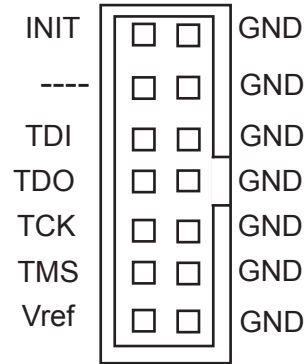 INIT GND
---- GND
TDI GND
TDO GND
TCK GND
TMS GND
Vref GND